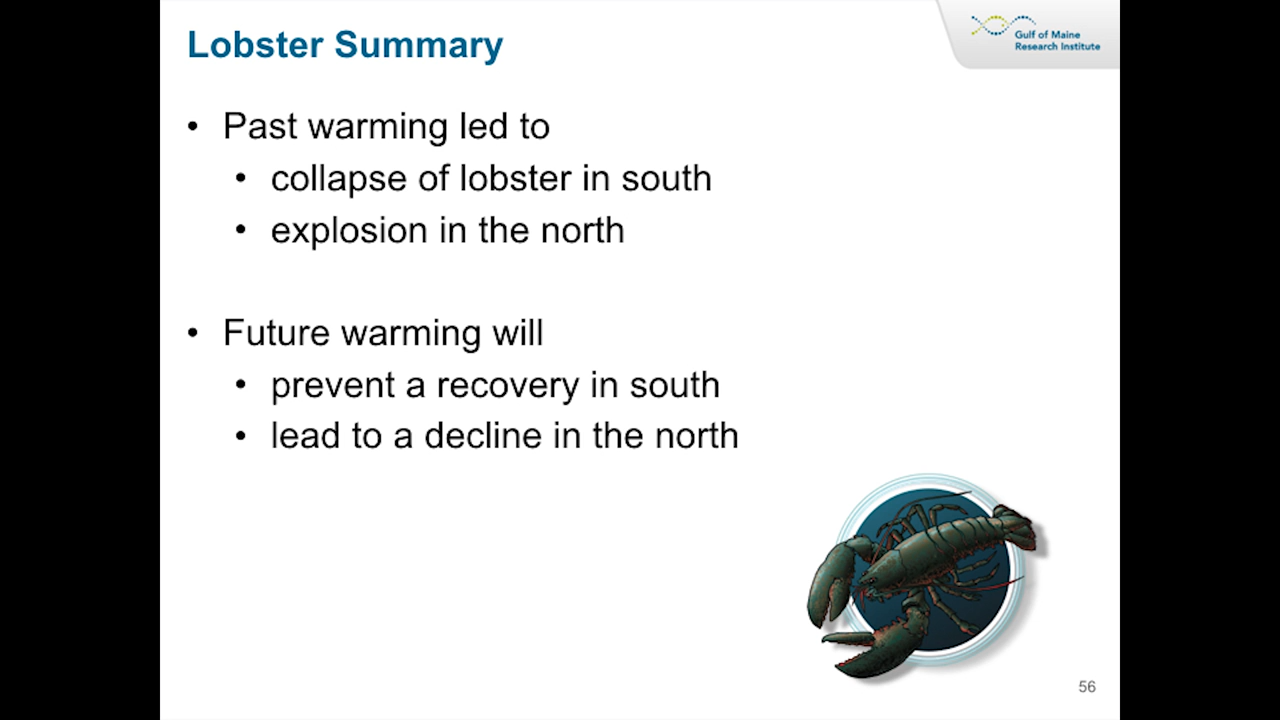 Lobster Summary
Gulf of Maine
Research Institute
• Past warming led to
• collapse of lobster in south
• explosion in the north
• Future warming will
• prevent a recovery in south
• lead to a decline in the north
56